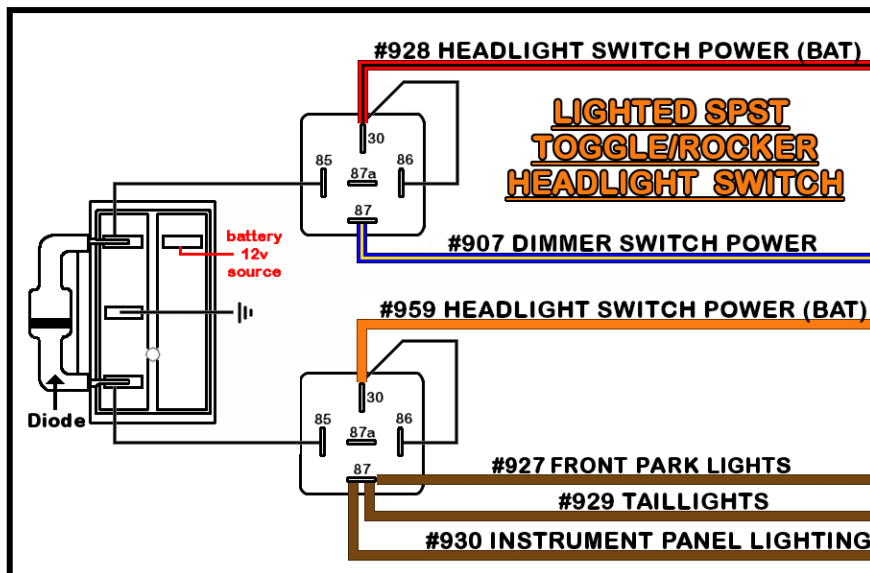 #928 HEADLIGHT SWITCH POWER (BAT)
LIGHTED SPST
TOGGLE/ROCKER
HEADLIGHT SWITCH
30
85
86
87a
87
battery
12v
source
#907 DIMMER SWITCH POWER
#959 HEADLIGHT SWITCH POWER (BAT)
Diode
30
85
86
87a
87
#927 FRONT PARK LIGHTS
#929 TAILLIGHTS
#930 INSTRUMENT PANEL LIGHTING